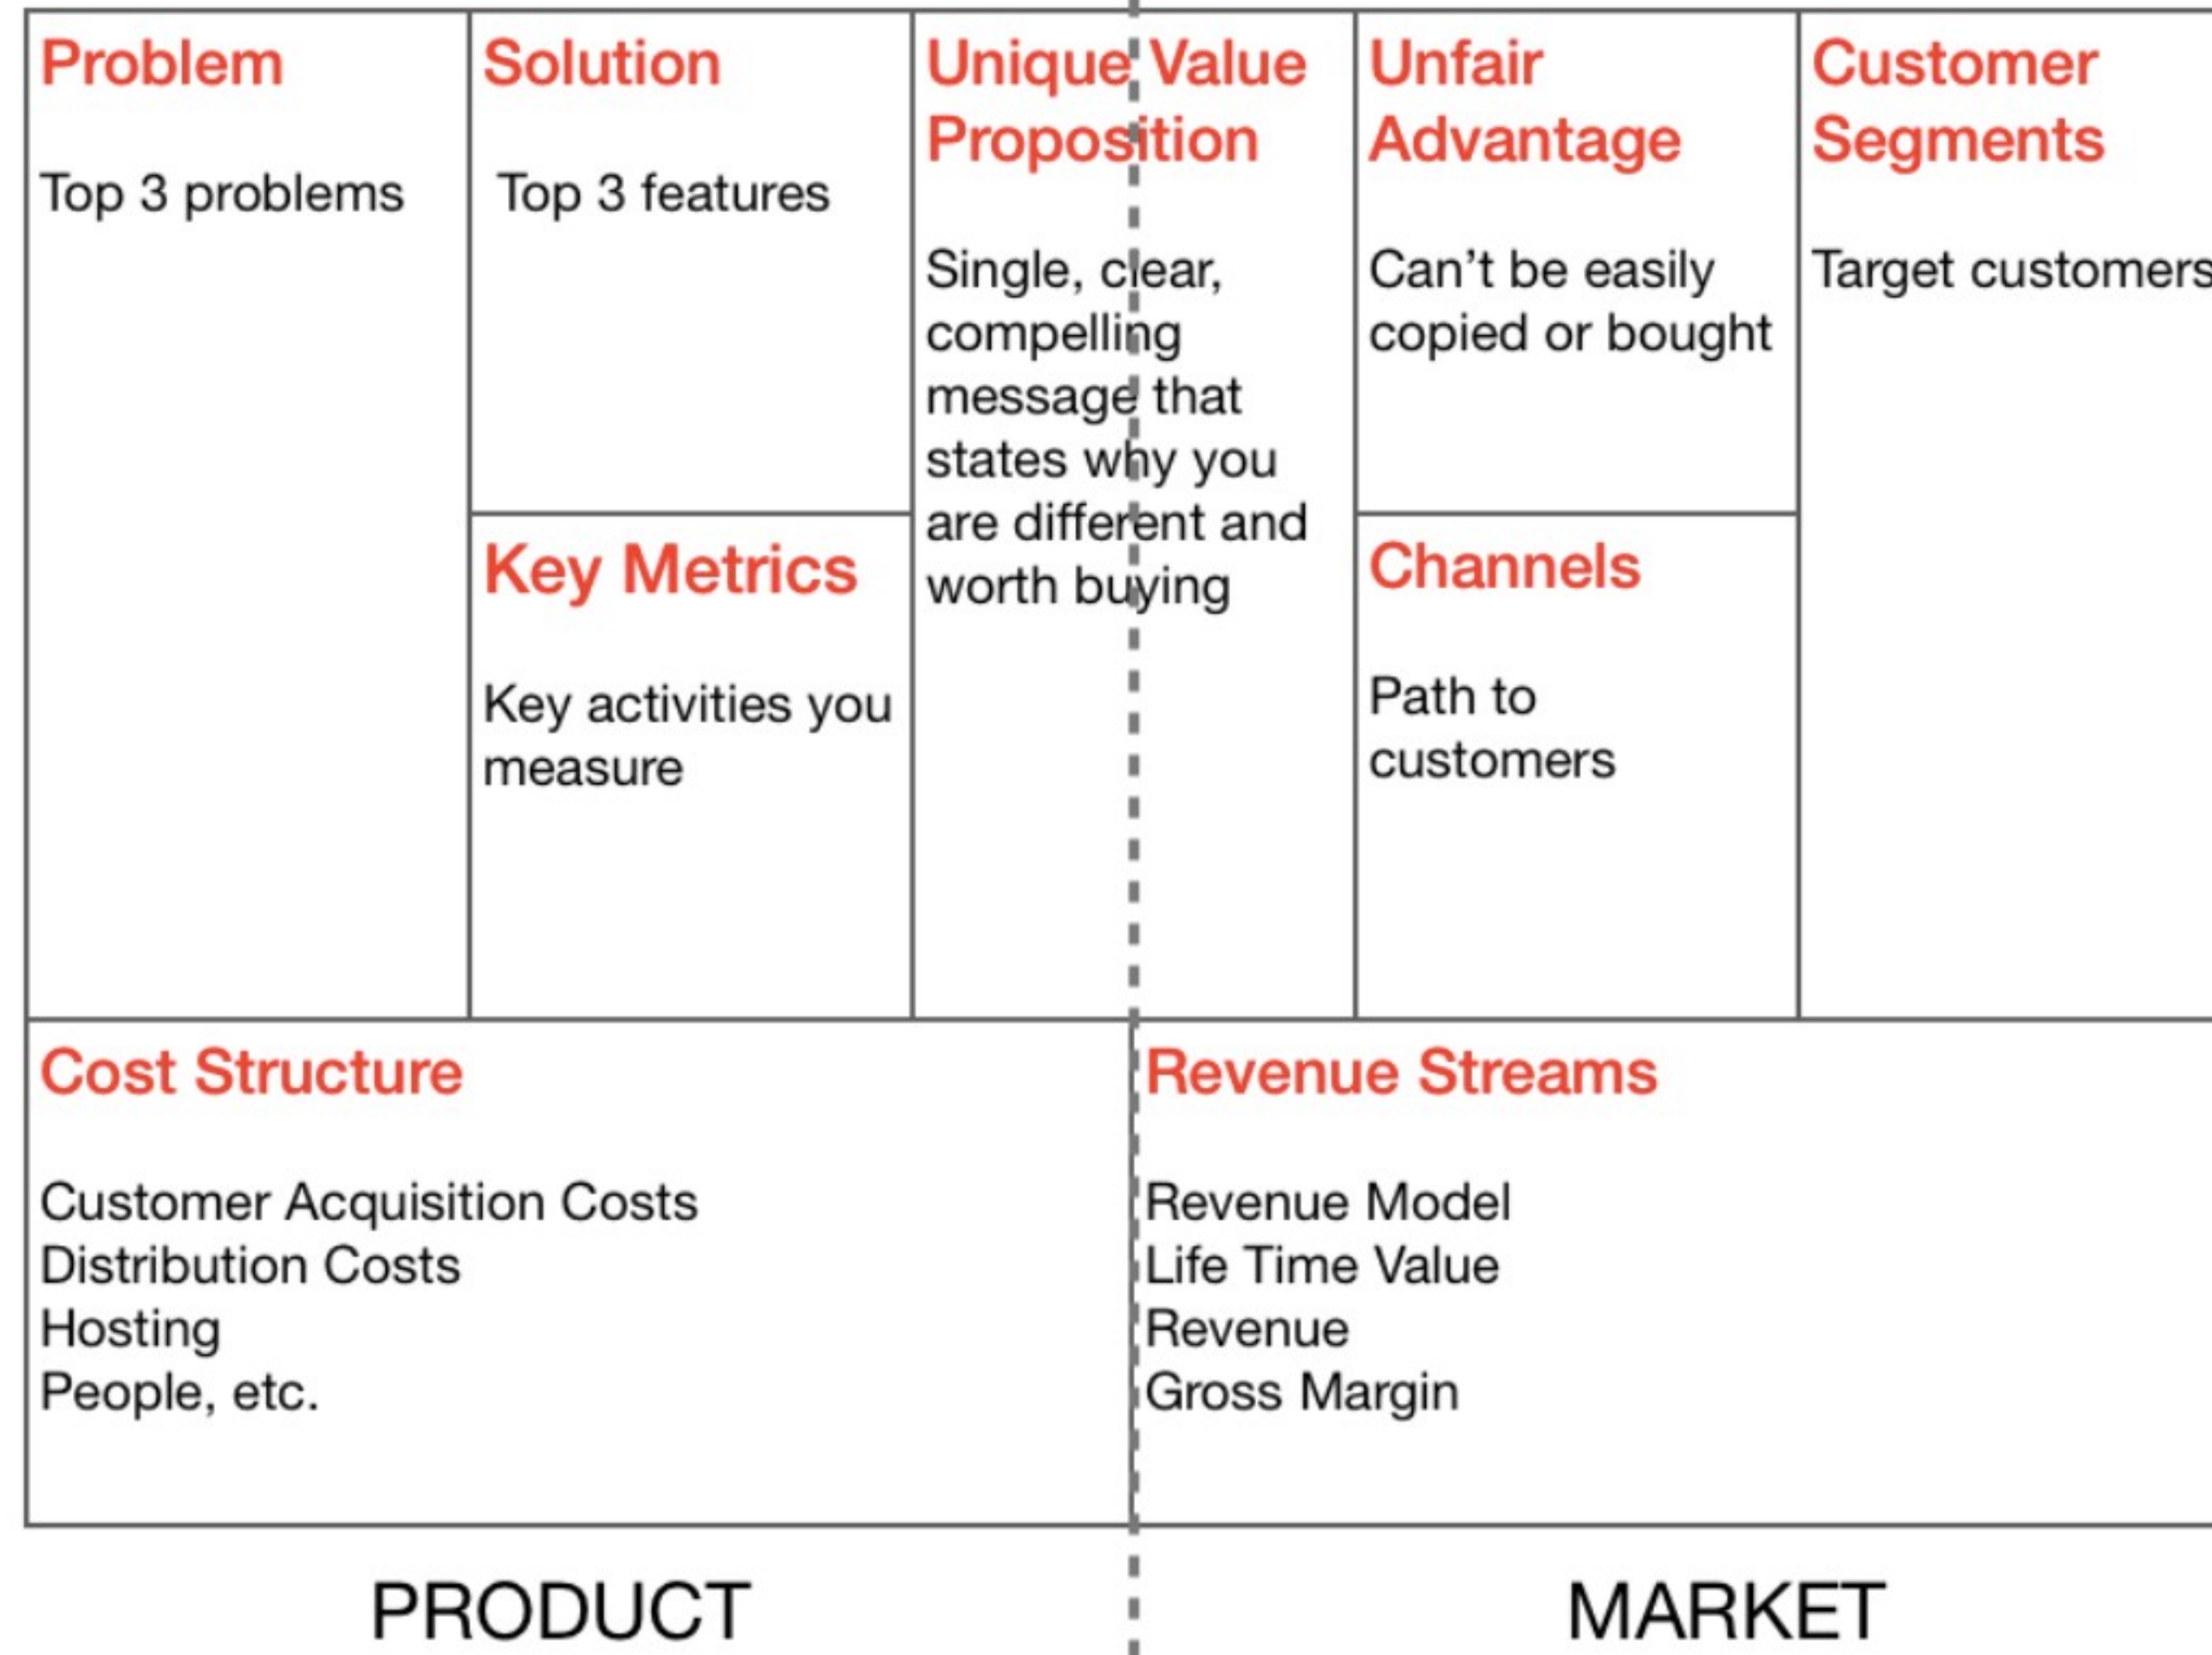 Problem
Top 3 problems
Solution
Top 3 features
Key Metrics
Key activities you
measure
Unique Value
Proposition
Single, clear,
compelling
message that
states why you
are different and
worth buying
Unfair
Advantage
Can’t be easily
copied or bought
Channels
Path to
customers
Customer
Segments
Target customers
Cost Structure
Customer Acquisition Costs
Distribution Costs
Hosting
People, etc.
Revenue Streams
Revenue Model
Life Time Value
Revenue
Gross Margin
PRODUCT
MARKET